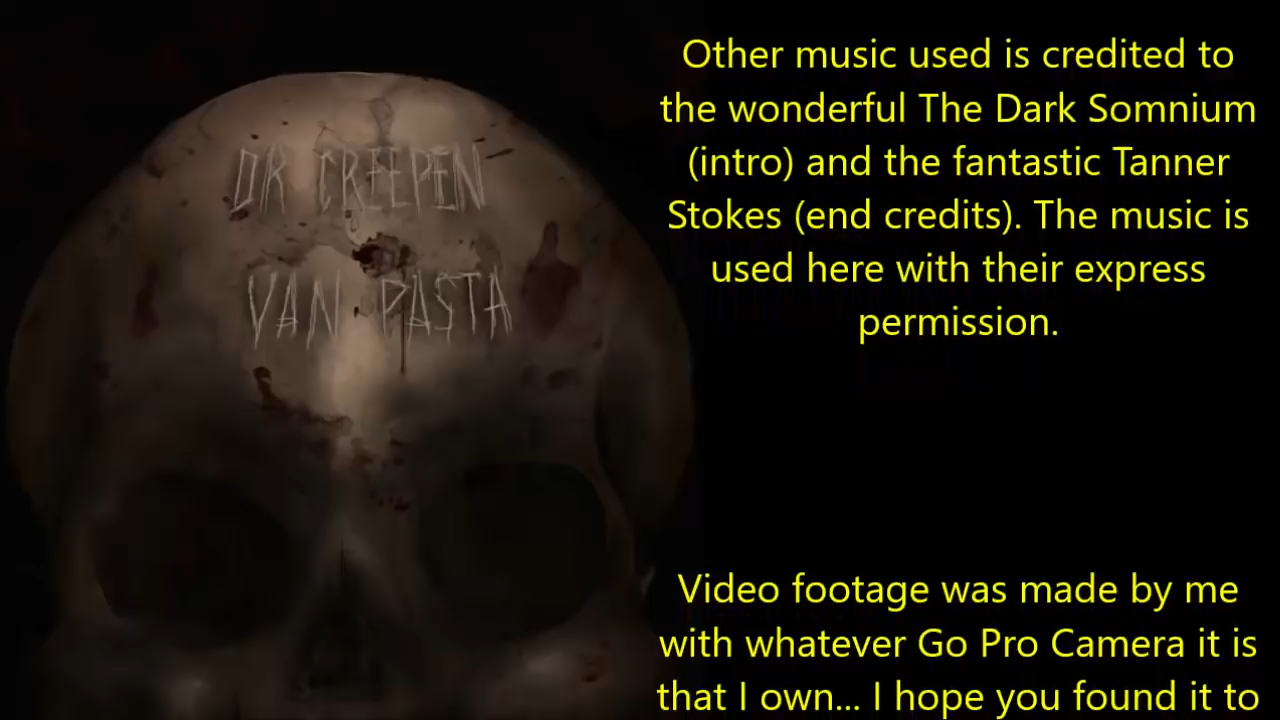 DR CREEPEN
VAN PASTA
Other music used is credited to
the wonderful The Dark Somnium
(intro) and the fantastic Tanner
Stokes (end credits). The music is
used here with their express
permission.
Video footage was made by me
with whatever Go Pro Camera it is
that I own... I hope you found it to